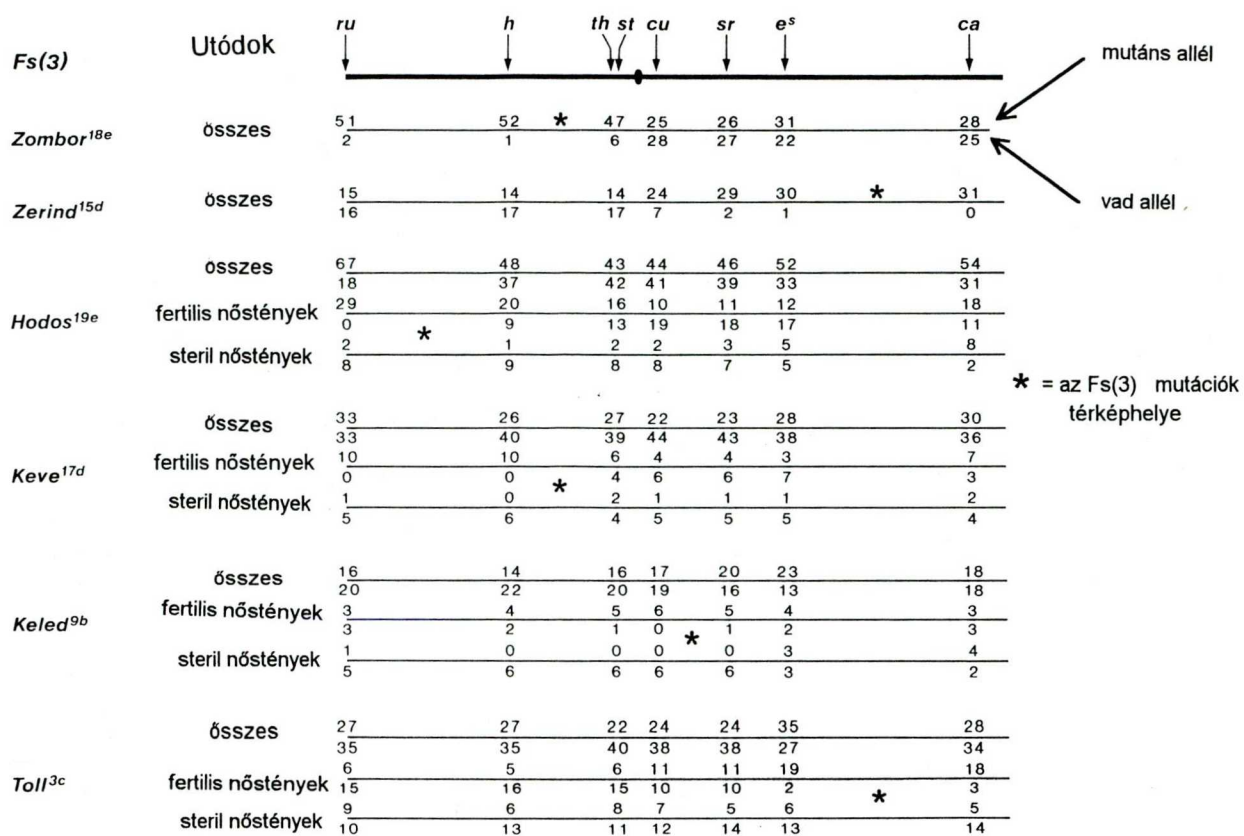 ru h th st cu sr eˢ ca
Fs(3) Utódok
mutáns allél
Zombor¹⁸ᵉ összes 51 52 * 47 25 26 31 28
2 1 6 28 27 22 25
Zerind¹⁵ᵈ összes 15 14 14 24 29 30 * 31
16 17 17 7 2 1 0
vad allél
összes 67 48 43 44 46 52 54
18 37 42 41 39 33 31
Hodos¹⁹ᵉ fertilis nőstények 29 20 16 10 11 12 18
0 * 9 13 19 18 17 11
steril nőstények 2 1 2 2 3 5 8
8 9 8 8 7 5 2
* = az Fs(3) mutációk
térképhelye
összes 33 26 27 22 23 28 30
33 40 39 44 43 38 36
Keve¹⁷ᵈ fertilis nőstények 10 10 6 4 4 3 7
0 0 * 4 6 6 7 3
steril nőstények 1 0 2 1 1 1 2
5 6 4 5 5 5 4
összes 16 14 16 17 20 23 18
20 22 20 19 16 13 18
Keled⁹ᵇ fertilis nőstények 3 4 5 6 5 4 3
3 2 1 0 * 1 2 3
steril nőstények 1 0 0 0 0 3 4
5 6 6 6 6 3 2
összes 27 27 22 24 24 35 28
35 35 40 38 38 27 34
Toll³ᶜ fertilis nőstények 6 5 6 11 11 19 18
15 16 15 10 10 2 * 3
steril nőstények 9 6 8 7 5 6 5
10 13 11 12 14 13 14